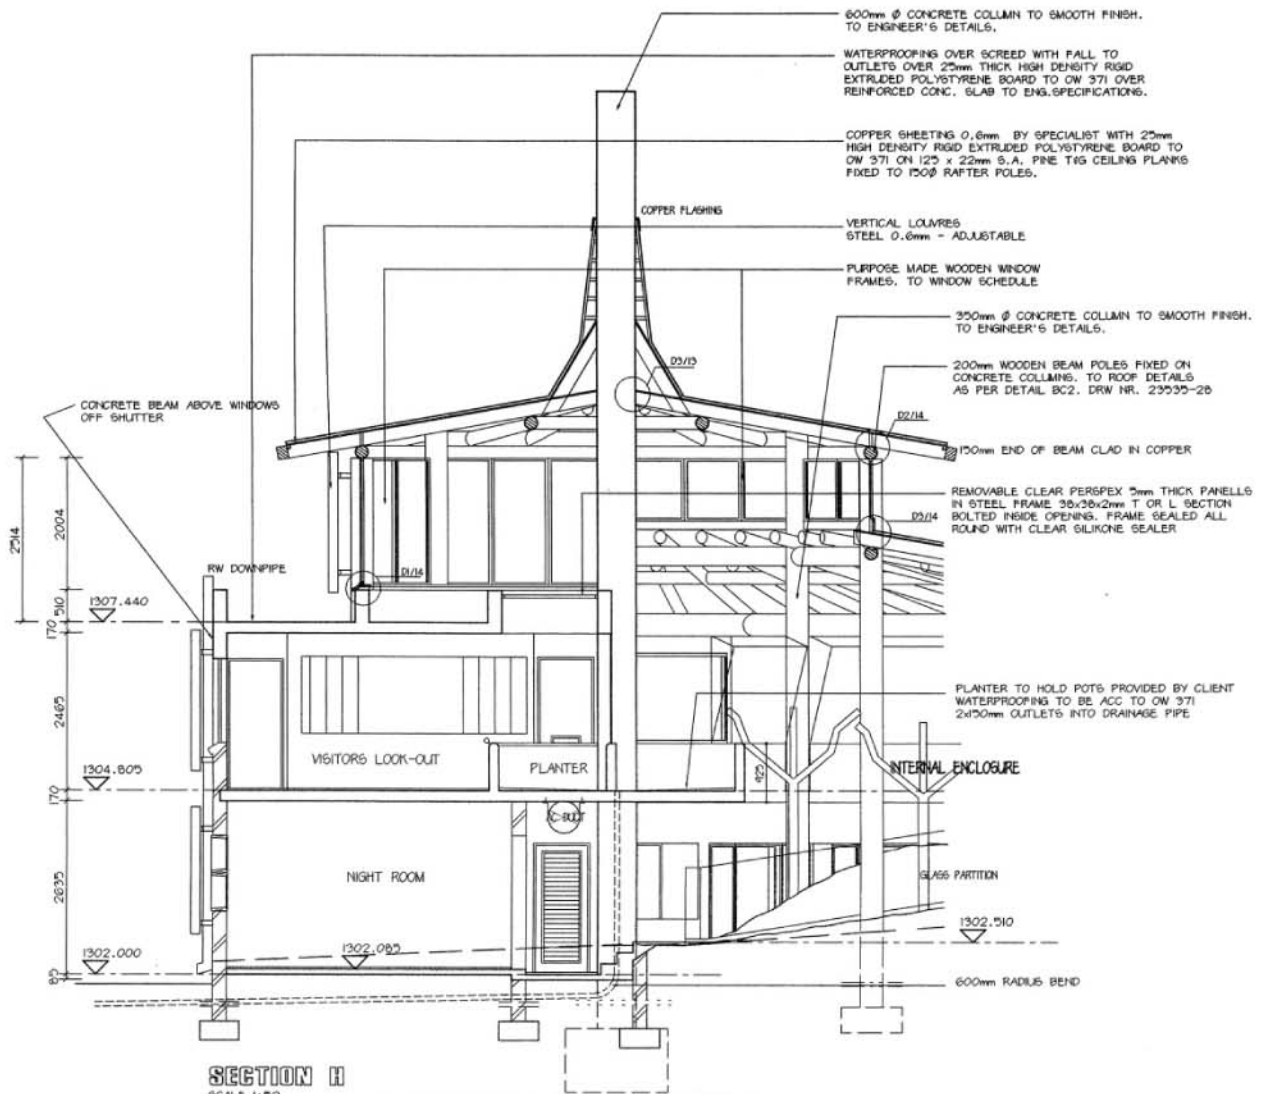 600mm Ø CONCRETE COLUMN TO SMOOTH FINISH.
TO ENGINEER'S DETAILS.
WATERPROOFING OVER SCREED WITH FALL TO
OUTLETS OVER 25mm THICK HIGH DENSITY RIGID
EXTRUDED POLYSTYRENE BOARD TO OW 371 OVER
REINFORCED CONC. SLAB TO ENG.SPECIFICATIONS.
COPPER SHEETING 0,6mm BY SPECIALIST WITH 25mm
HIGH DENSITY RIGID EXTRUDED POLYSTYRENE BOARD TO
OW 371 ON 125 x 22mm S.A. PINE T&G CEILING PLANKS
FIXED TO 150Ø RAFTER POLES.
COPPER FLASHING
VERTICAL LOUVRES
STEEL 0.6mm - ADJUSTABLE
PURPOSE MADE WOODEN WINDOW
FRAMES. TO WINDOW SCHEDULE
350mm Ø CONCRETE COLUMN TO SMOOTH FINISH.
TO ENGINEER'S DETAILS.
D3/13
200mm WOODEN BEAM POLES FIXED ON
CONCRETE COLUMNS. TO ROOF DETAILS
AS PER DETAIL BC2. DRW NR. 23535-28
CONCRETE BEAM ABOVE WINDOWS
OFF SHUTTER
D2/14
150mm END OF BEAM CLAD IN COPPER
REMOVABLE CLEAR PERSPEX 5mm THICK PANELLS
IN STEEL FRAME 38x38x2mm T OR L SECTION
BOLTED INSIDE OPENING. FRAME SEALED ALL
ROUND WITH CLEAR SILIKONE SEALER
D3/14
2514
2004
RW DOWNPIPE
D1/14
510
1307.440
170
2465
PLANTER TO HOLD POTS PROVIDED BY CLIENT
WATERPROOFING TO BE ACC TO OW 371
2x150mm OUTLETS INTO DRAINAGE PIPE
VISITORS LOOK-OUT
PLANTER
925
INTERNAL ENCLOSURE
1304.805
170
DUCT
2635
NIGHT ROOM
GLASS PARTITION
1302.510
1302.000
1302.085
85
600mm RADIUS BEND
SECTION H